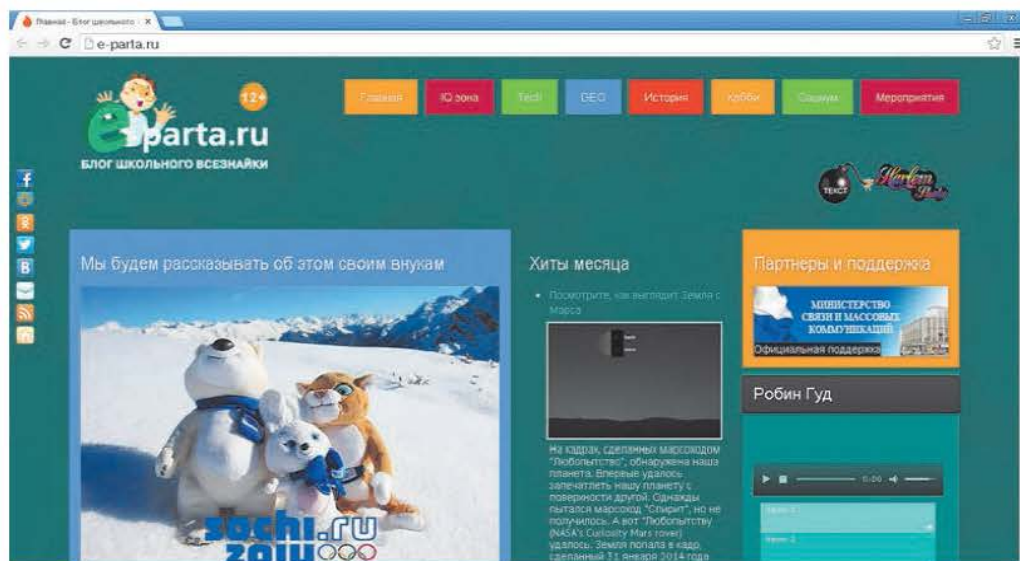 Главная - Блог школьного
e-parta.ru
12+
e-parta.ru
БЛОГ ШКОЛЬНОГО ВСЕЗНАЙКИ
Главная
IQ зона
Tech
GEO
История
Хобби
Социум
Мероприятия
ТЕКСТ
Harlem
Мы будем рассказывать об этом своим внукам
sochi.ru
2014
Хиты месяца
Посмотрите, как выглядит Земля с
Марса
На кадрах, сделанных марсоходом
"Любопытство", обнаружена наша
планета. Впервые удалось
запечатлеть нашу планету с
поверхности другой. Однажды
пытался марсоход "Спирит", но не
получилось. А вот "Любопытству
(NASA's Curiosity Mars rover)
удалось. Земля попала в кадр,
сделанный 31 января 2014 года
Партнеры и поддержка
МИНИСТЕРСТВО
СВЯЗИ И МАССОВЫХ
КОММУНИКАЦИЙ
Официальная поддержка
Робин Гуд
0:00